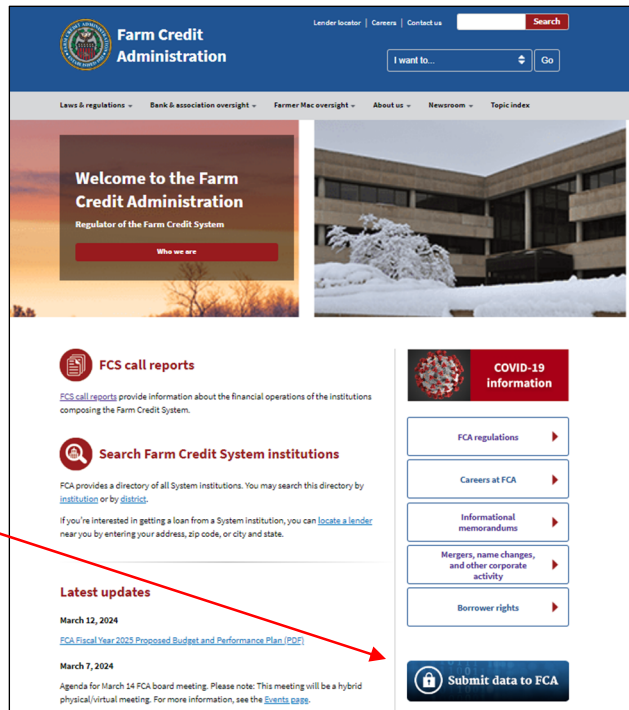 Lender locator | Careers | Contact us
Search
Farm Credit
Administration
I want to...
Go
Laws & regulations
Bank & association oversight
Farmer Mac oversight
About us
Newsroom
Topic index
Welcome to the Farm
Credit Administration
Regulator of the Farm Credit System
Who we are
FCS call reports
FCS call reports provide information about the financial operations of the institutions
composing the Farm Credit System.
Search Farm Credit System institutions
FCA provides a directory of all System institutions. You may search this directory by
institution or by district.
If you're interested in getting a loan from a System institution, you can locate a lender
near you by entering your address, zip code, or city and state.
Latest updates
March 12, 2024
FCA Fiscal Year 2025 Proposed Budget and Performance Plan (PDF)
March 7, 2024
Agenda for March 14 FCA board meeting. Please note: This meeting will be a hybrid
physical/virtual meeting. For more information, see the Events page.
COVID-19
information
FCA regulations
Careers at FCA
Informational
memorandums
Mergers, name changes,
and other corporate
activity
Borrower rights
Submit data to FCA